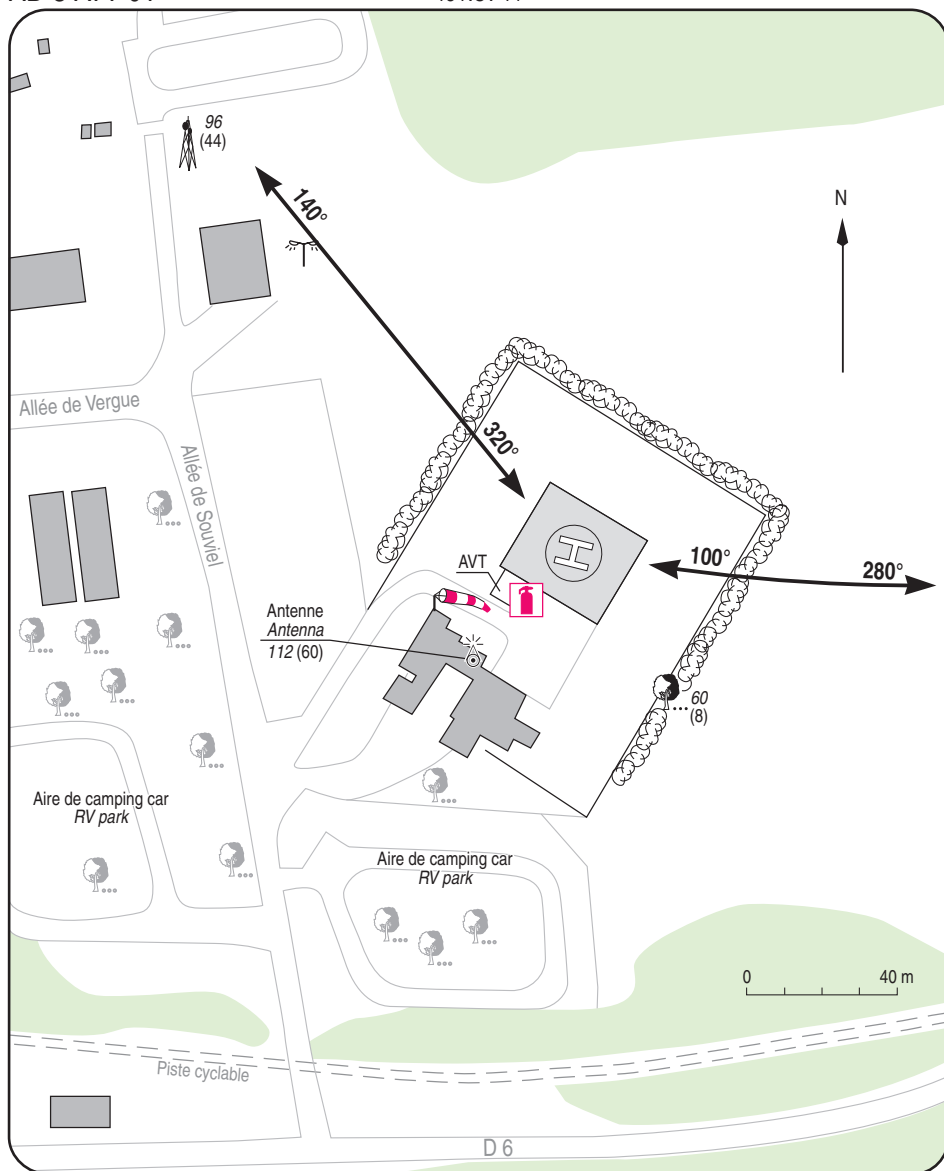 96
(44)
140°
N
Allée de Vergue
320°
Allée de Souviel
H
100°
280°
AVT
Antenne
Antenna
112 (60)
60
(8)
Aire de camping car
RV park
Aire de camping car
RV park
0 40 m
Piste cyclable
D 6